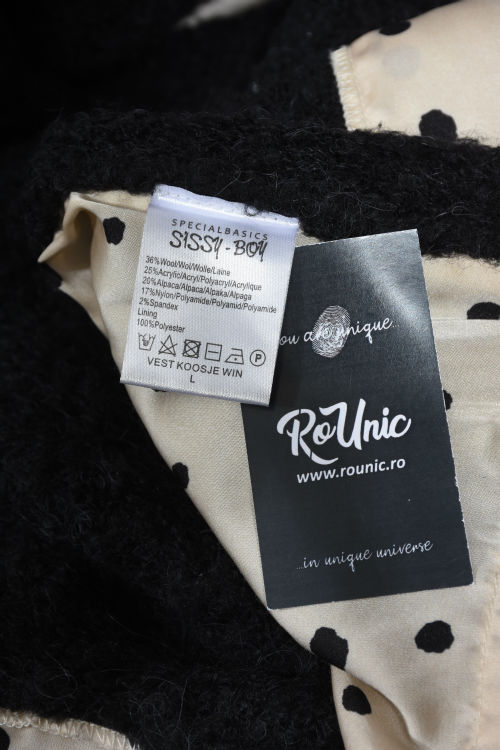 SPECIALBASICS
SISSY-BOY
36%Wool/Wol/Wolle/Laine
25%Acrylic/Acryl/Polyacryl/Acrylique
20%Alpaca/Alpaca/Alpaka/Alpaga
17%Nylon/Polyamide/Polyamid/Polyamide
2%Spandex
Lining
100%Polyester
P
VEST KOOSJE WIN
L
ou are unique.
RoUnic
www.rounic.ro
...in unique universe